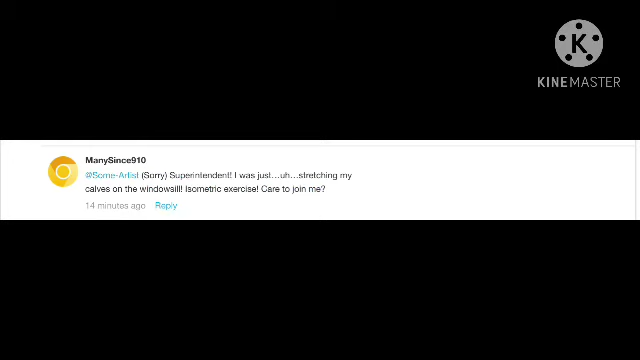 KINEMASTER
ManySince910
@Some-Artist (Sorry) Superintendent! I was just…uh…stretching my
calves on the windowsill! Isometric exercise! Care to join me?
14 minutes ago Reply